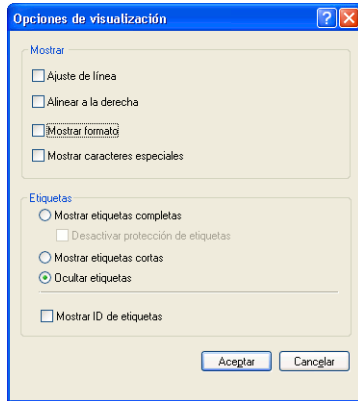 Opciones de visualización
Mostrar
Ajuste de línea
Alinear a la derecha
Mostrar formato
Mostrar caracteres especiales
Etiquetas
Mostrar etiquetas completas
Desactivar protección de etiquetas
Mostrar etiquetas cortas
Ocultar etiquetas
Mostrar ID de etiquetas
Aceptar Cancelar